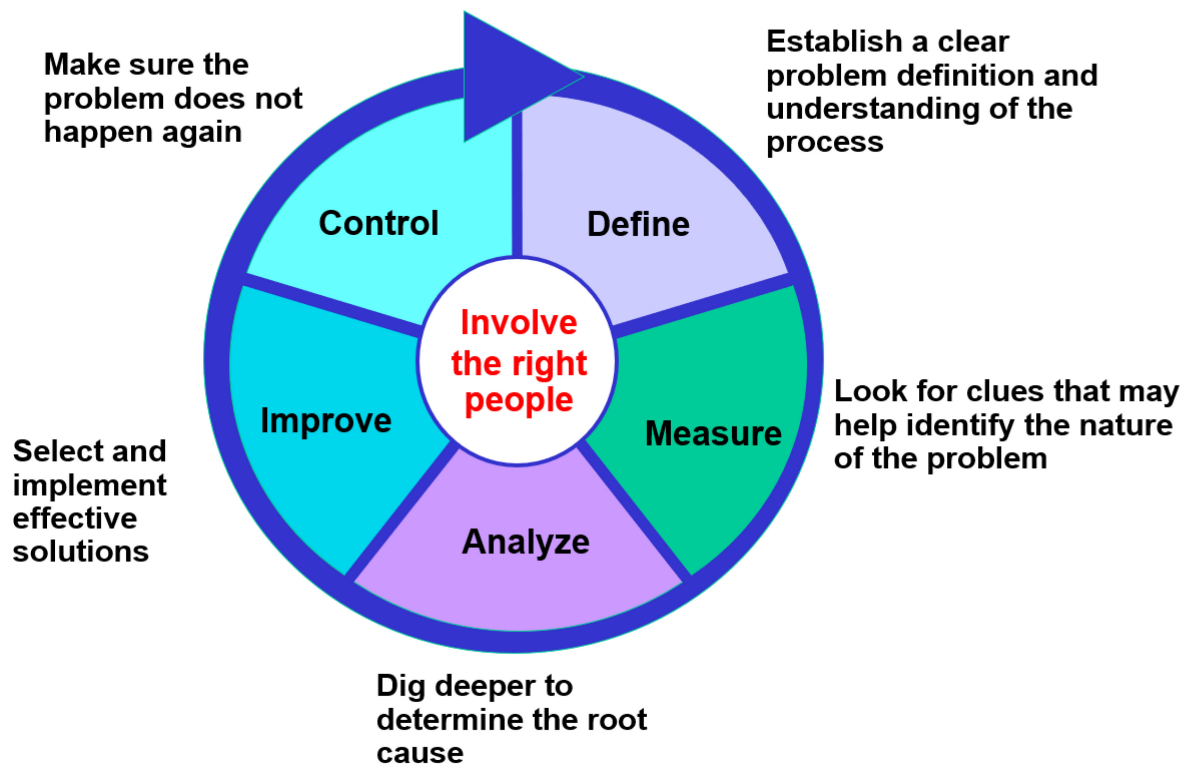 Make sure the
problem does not
happen again
Establish a clear
problem definition and
understanding of the
process
Control
Define
Involve
the right
people
Improve
Measure
Look for clues that may
help identify the nature
of the problem
Select and
implement
effective
solutions
Analyze
Dig deeper to
determine the root
cause